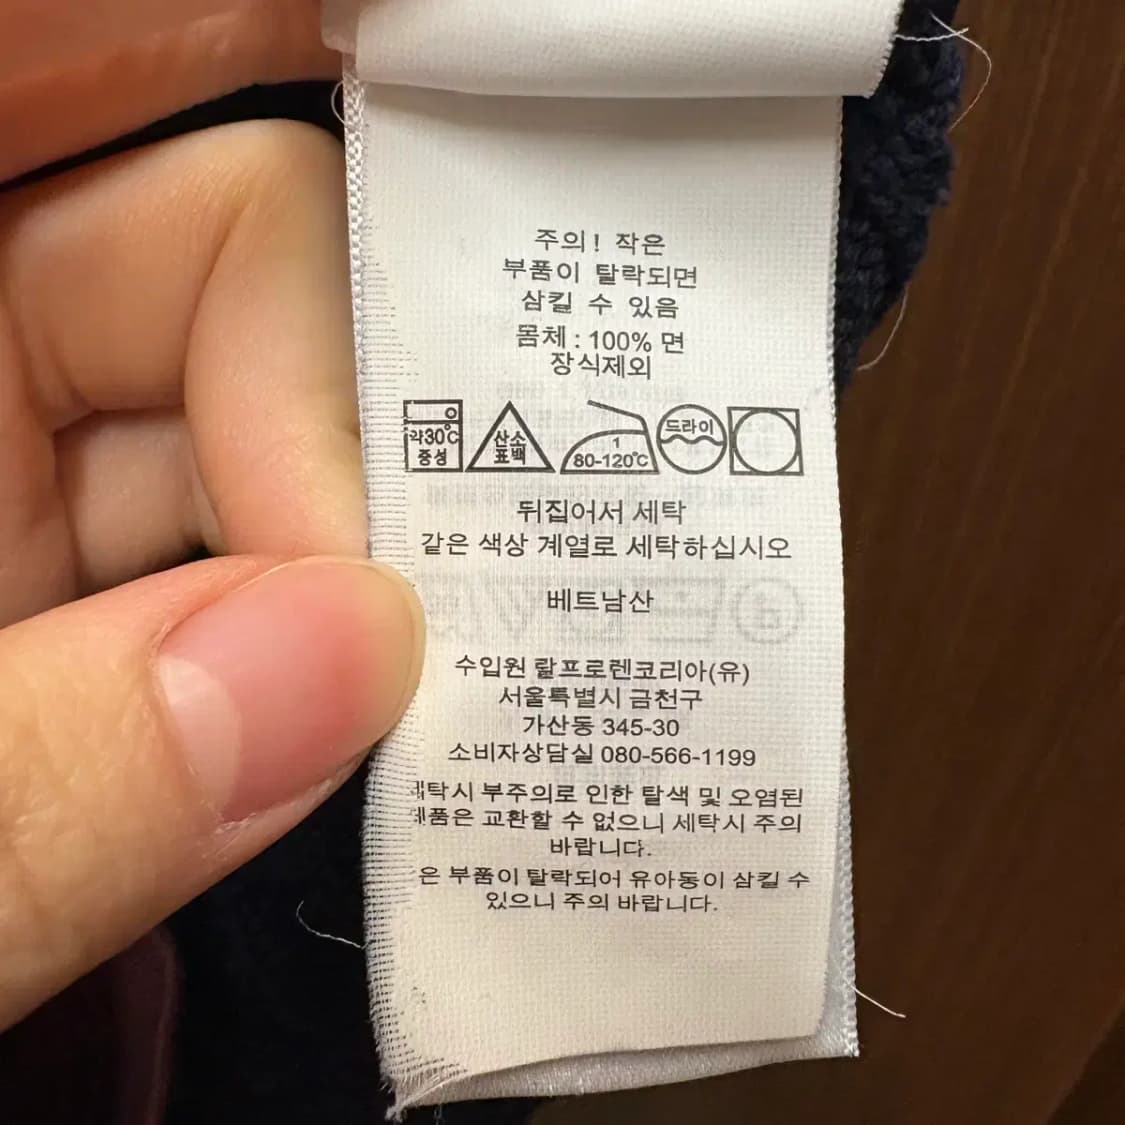 주의! 작은
부품이 탈락되면
삼킬 수 있음
몸체 : 100% 면
장식제외
약30℃
중성
산소
표백
1
80-120℃
드라이
뒤집어서 세탁
같은 색상 계열로 세탁하십시오
베트남산
수입원 랄프로렌코리아(유)
서울특별시 금천구
가산동 345-30
소비자상담실 080-566-1199
부주의로 인한 탈색 및 오염된
교환할 수 없으니 세탁시 주의
바랍니다.
부품이 탈락되어 유아동이 삼킬 수
있으니 주의 바랍니다.